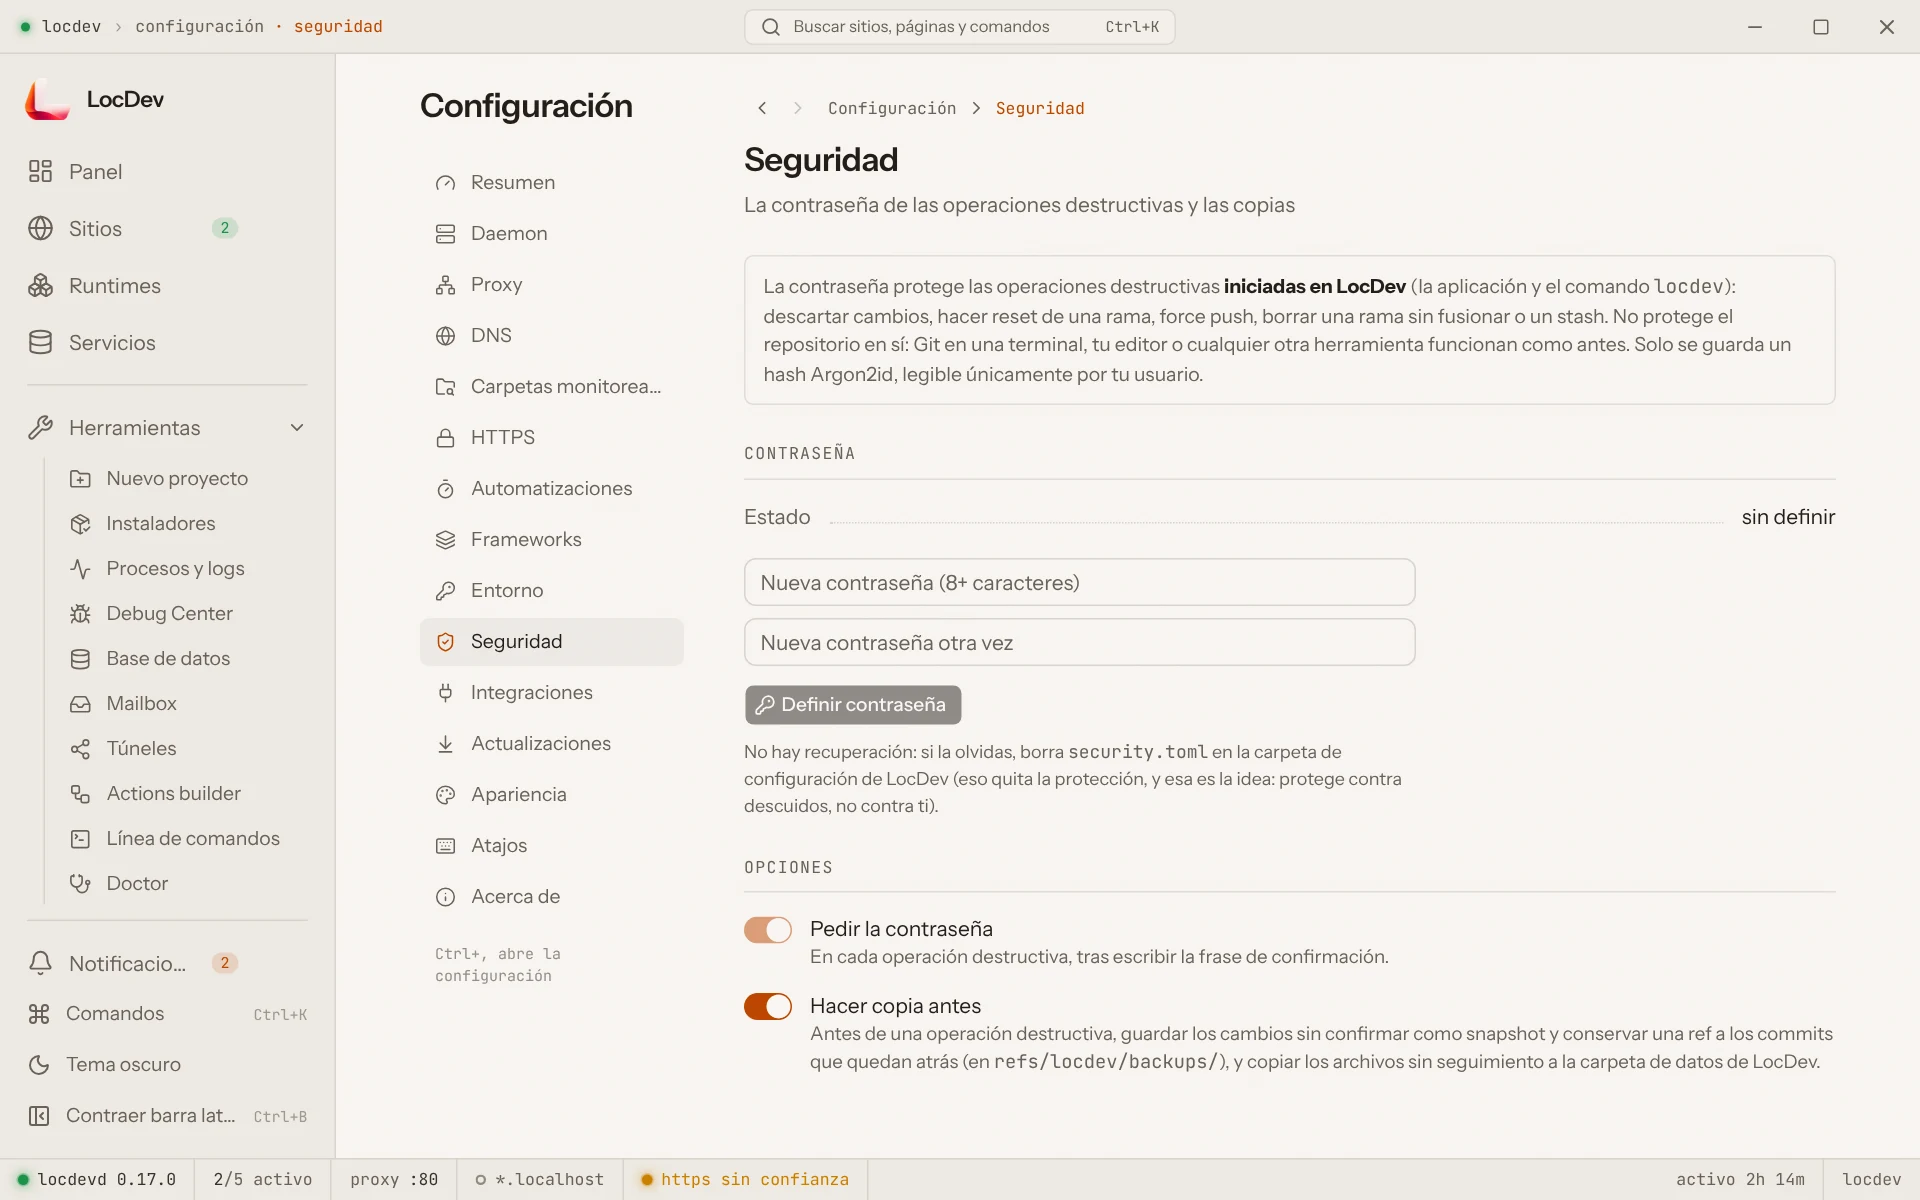 locdev › configuración · seguridad
Buscar sitios, páginas y comandos Ctrl+K
LocDev
Panel
Sitios 2
Runtimes
Servicios
Herramientas
Nuevo proyecto
Instaladores
Procesos y logs
Debug Center
Base de datos
Mailbox
Túneles
Actions builder
Línea de comandos
Doctor
Notificacio... 2
Comandos Ctrl+K
Tema oscuro
Contraer barra lat... Ctrl+B
Configuración
Resumen
Daemon
Proxy
DNS
Carpetas monitorea...
HTTPS
Automatizaciones
Frameworks
Entorno
Seguridad
Integraciones
Actualizaciones
Apariencia
Atajos
Acerca de
Ctrl+, abre la
configuración
Configuración > Seguridad
Seguridad
La contraseña de las operaciones destructivas y las copias
La contraseña protege las operaciones destructivas iniciadas en LocDev (la aplicación y el comando locdev):
descartar cambios, hacer reset de una rama, force push, borrar una rama sin fusionar o un stash. No protege el
repositorio en sí: Git en una terminal, tu editor o cualquier otra herramienta funcionan como antes. Solo se guarda un
hash Argon2id, legible únicamente por tu usuario.
CONTRASEÑA
Estado sin definir
Nueva contraseña (8+ caracteres)
Nueva contraseña otra vez
Definir contraseña
No hay recuperación: si la olvidas, borra security.toml en la carpeta de
configuración de LocDev (eso quita la protección, y esa es la idea: protege contra
descuidos, no contra ti).
OPCIONES
Pedir la contraseña
En cada operación destructiva, tras escribir la frase de confirmación.
Hacer copia antes
Antes de una operación destructiva, guardar los cambios sin confirmar como snapshot y conservar una ref a los commits
que quedan atrás (en refs/locdev/backups/), y copiar los archivos sin seguimiento a la carpeta de datos de LocDev.
locdevd 0.17.0 2/5 activo proxy :80 *.localhost https sin confianza activo 2h 14m locdev